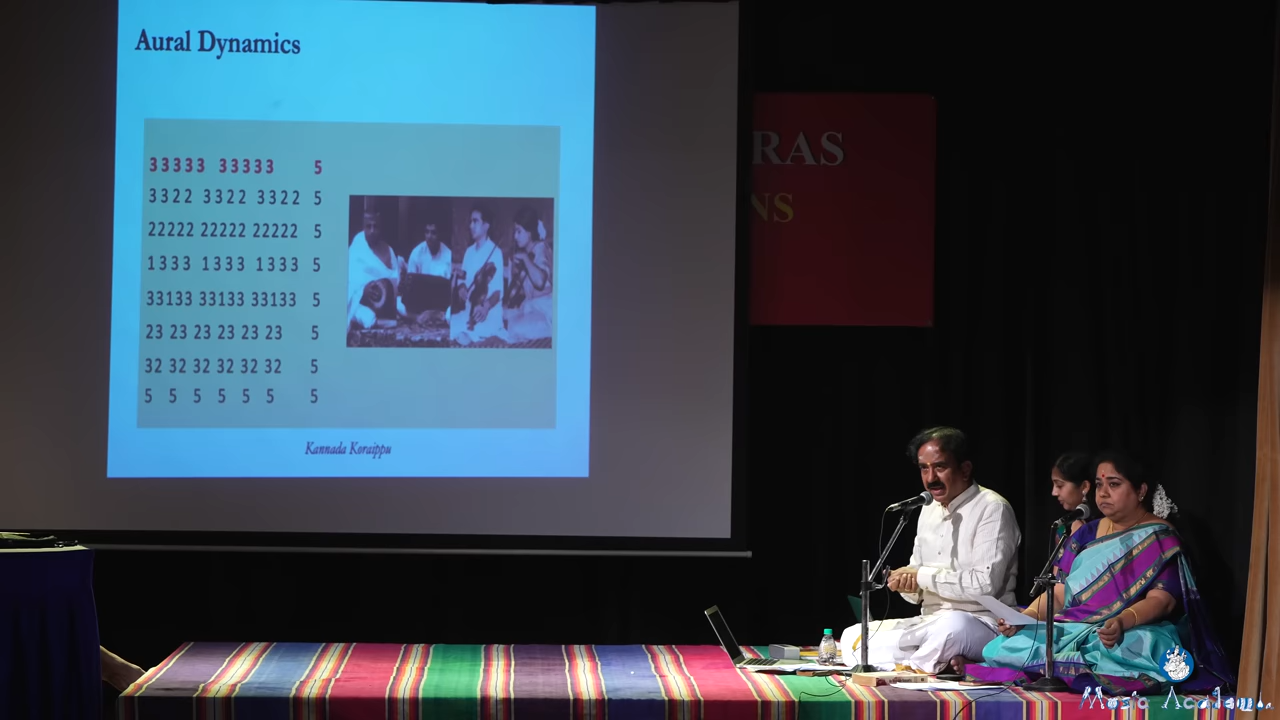 Aural Dynamics
33333 33333 5
3322 3322 3322 5
22222 22222 22222 5
1333 1333 1333 5
33133 33133 33133 5
23 23 23 23 23 23 5
32 32 32 32 32 32 5
5 5 5 5 5 5 5
Kannada Koraippu
RAS
NS
Music Academy